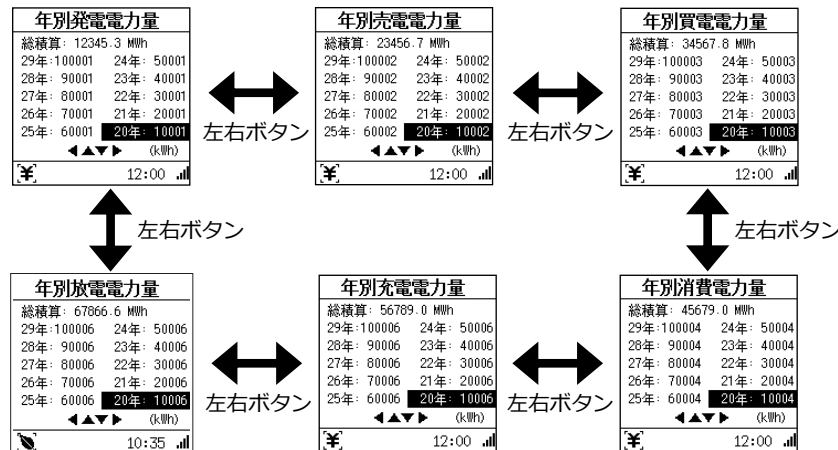 年別発電電力量
総積算: 12345.3 MWh
29年:100001 24年: 50001
28年: 90001 23年: 40001
27年: 80001 22年: 30001
26年: 70001 21年: 20001
25年: 60001 20年: 10001
◀▲▼▶ (kWh)
¥ 12:00
左右ボタン
年別売電電力量
総積算: 23456.7 MWh
29年:100002 24年: 50002
28年: 90002 23年: 40002
27年: 80002 22年: 30002
26年: 70002 21年: 20002
25年: 60002 20年: 10002
◀▲▼▶ (kWh)
¥ 12:00
左右ボタン
年別買電電力量
総積算: 34567.8 MWh
29年:100003 24年: 50003
28年: 90003 23年: 40003
27年: 80003 22年: 30003
26年: 70003 21年: 20003
25年: 60003 20年: 10003
◀▲▼▶ (kWh)
¥ 12:00
左右ボタン
左右ボタン
年別放電電力量
総積算: 67866.6 MWh
29年:100006 24年: 50006
28年: 90006 23年: 40006
27年: 80006 22年: 30006
26年: 70006 21年: 20006
25年: 60006 20年: 10006
◀▲▼▶ (kWh)
10:35
左右ボタン
年別充電電力量
総積算: 56789.0 MWh
29年:100006 24年: 50006
28年: 90006 23年: 40006
27年: 80006 22年: 30006
26年: 70006 21年: 20006
25年: 60006 20年: 10006
◀▲▼▶ (kWh)
¥ 12:00
左右ボタン
年別消費電力量
総積算: 45679.0 MWh
29年:100004 24年: 50004
28年: 90004 23年: 40004
27年: 80004 22年: 30004
26年: 70004 21年: 20004
25年: 60004 20年: 10004
◀▲▼▶ (kWh)
¥ 12:00